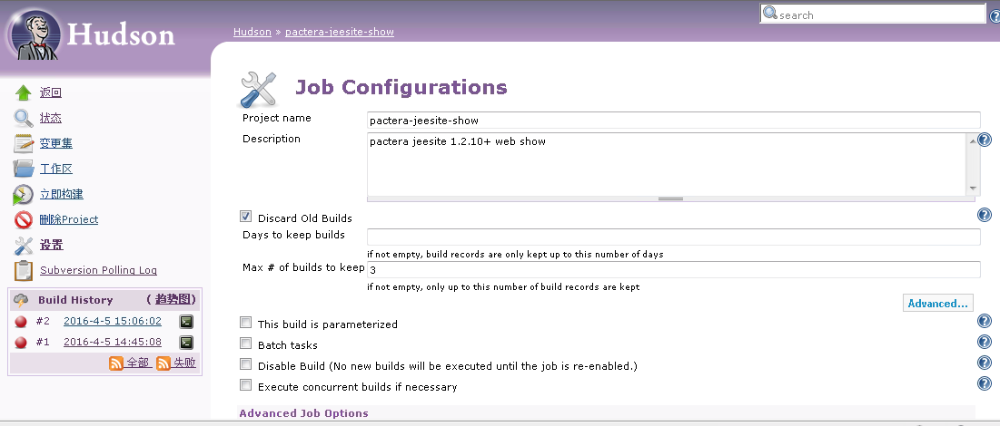 Hudson
search
Hudson » pactera-jeesite-show
返回
状态
变更集
工作区
立即构建
删除Project
设置
Subversion Polling Log
Build History (趋势图)
#2 2016-4-5 15:06:02
#1 2016-4-5 14:45:08
全部 失败
Job Configurations
Project name pactera-jeesite-show
Description pactera jeesite 1.2.10+ web show
Discard Old Builds
Days to keep builds
if not empty, build records are only kept up to this number of days
Max # of builds to keep 3
if not empty, only up to this number of build records are kept
Advanced...
This build is parameterized
Batch tasks
Disable Build (No new builds will be executed until the job is re-enabled.)
Execute concurrent builds if necessary
Advanced Job Options